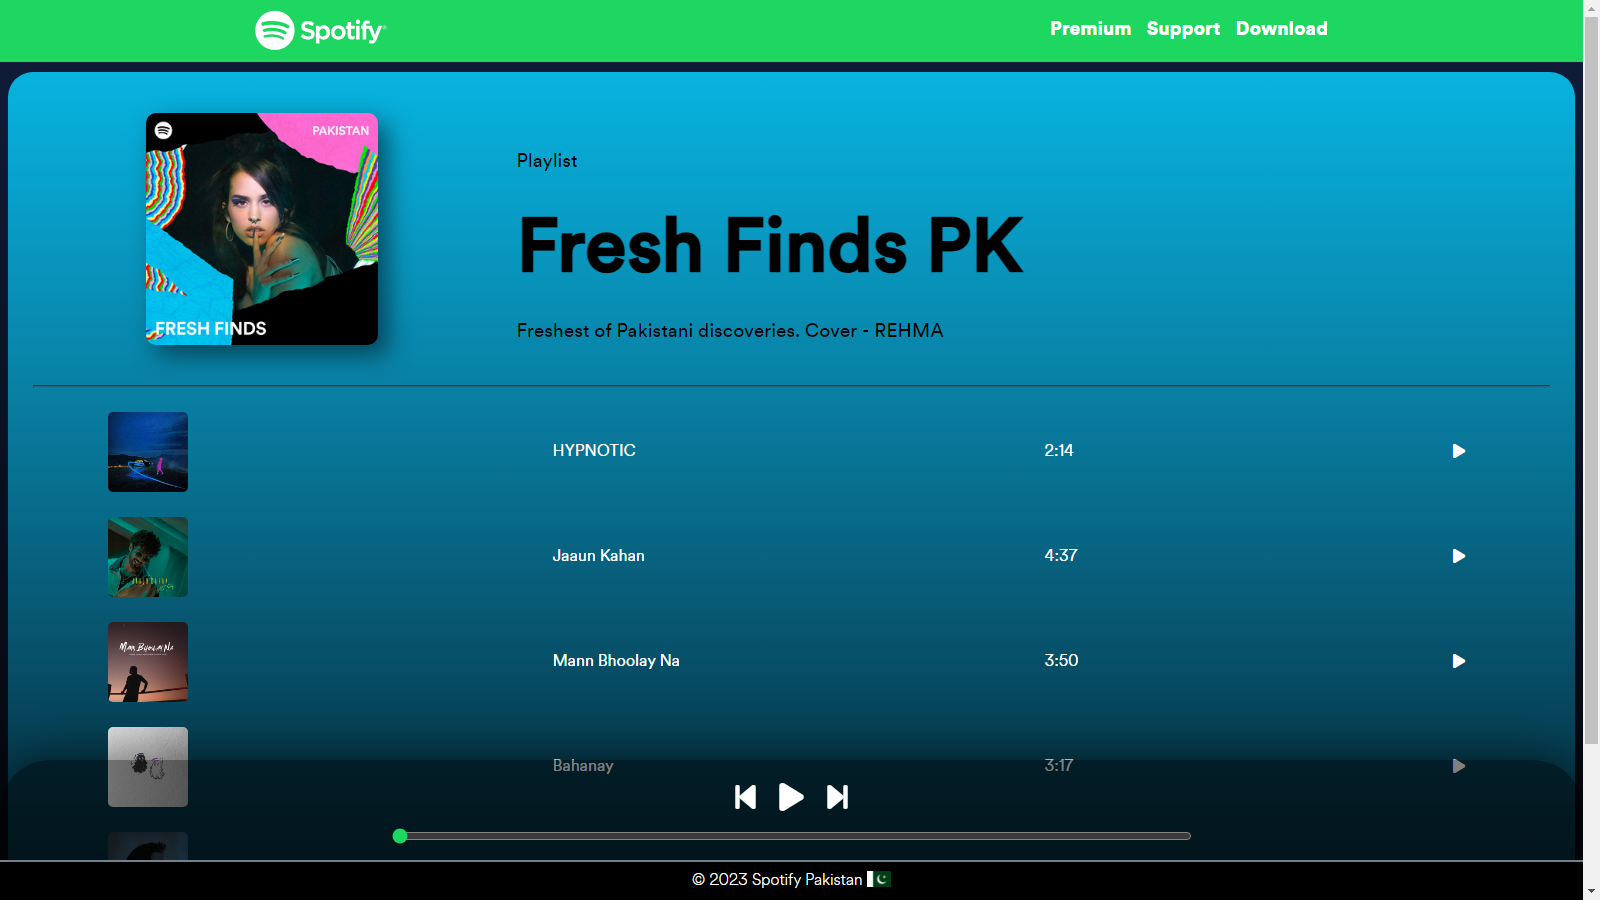 Spotify®
Premium Support Download
PAKISTAN
FRESH FINDS
Playlist
Fresh Finds PK
Freshest of Pakistani discoveries. Cover - REHMA
HYPNOTIC 2:14
Jaaun Kahan 4:37
Mann Bhoolay Na
Mann Bhoolay Na 3:50
Bahanay 3:17
© 2023 Spotify Pakistan